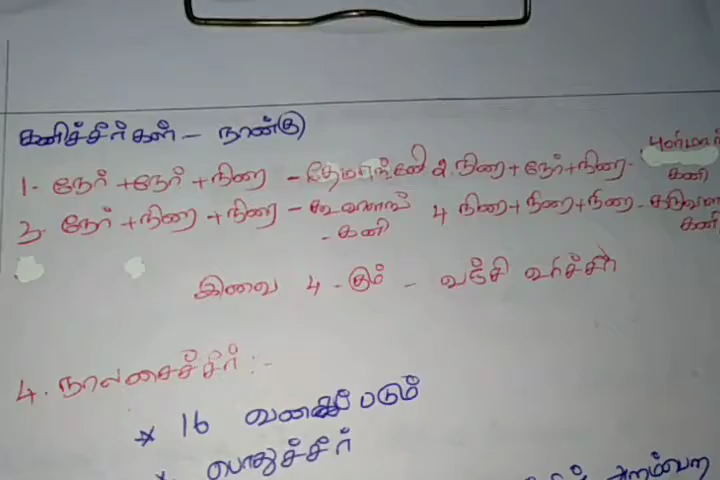 கனிச்சீர்கள் - நான்கு
1. நேர் + நேர் + நிரை - தேமாங்கனி 2. நிரை + நேர் + நிரை - புளிமாங்
கனி
3. நேர் + நிரை + நிரை - கூவிளங் 4 நிரை + நிரை + நிரை - கருவிளங்
- கனி கனி
இவை 4 - கும் - வஞ்சி உரிச்சீர்
4. நாலசைச்சீர் :-
* 16 வகைப்படும்
* பொதுச்சீர்